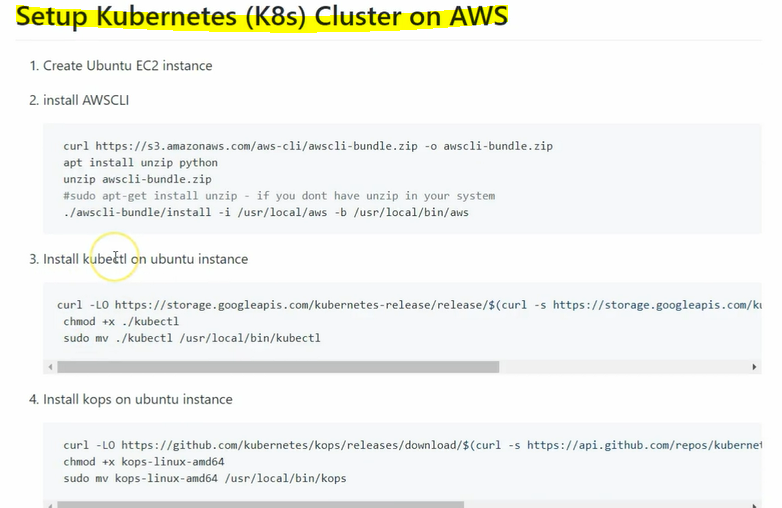 Setup Kubernetes (K8s) Cluster on AWS
1. Create Ubuntu EC2 instance
2. install AWSCLI
curl https://s3.amazonaws.com/aws-cli/awscli-bundle.zip -o awscli-bundle.zip
apt install unzip python
unzip awscli-bundle.zip
#sudo apt-get install unzip - if you dont have unzip in your system
./awscli-bundle/install -i /usr/local/aws -b /usr/local/bin/aws
3. Install kubectl on ubuntu instance
curl -LO https://storage.googleapis.com/kubernetes-release/release/$(curl -s https://storage.googleapis.com/ku
chmod +x ./kubectl
sudo mv ./kubectl /usr/local/bin/kubectl
4. Install kops on ubuntu instance
curl -LO https://github.com/kubernetes/kops/releases/download/$(curl -s https://api.github.com/repos/kubernet
chmod +x kops-linux-amd64
sudo mv kops-linux-amd64 /usr/local/bin/kops